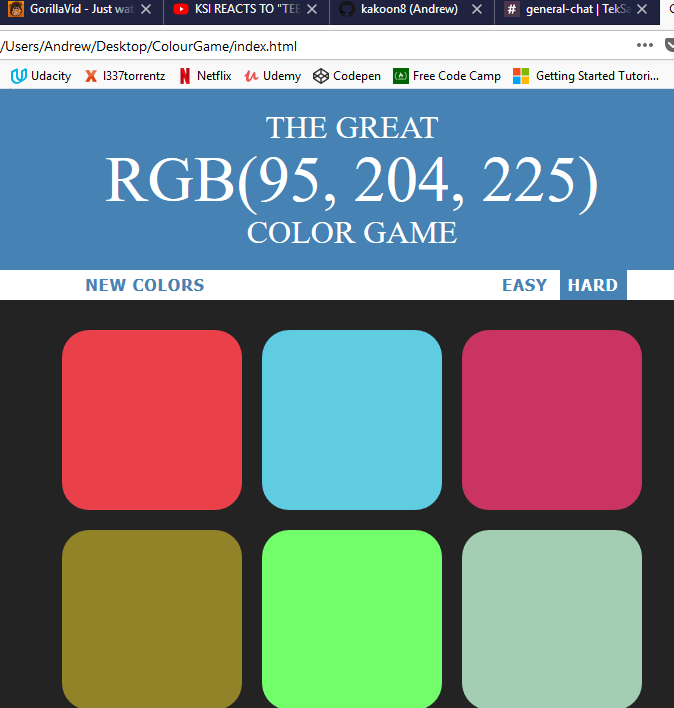 GorillaVid - Just wat
KSI REACTS TO "TEE
kakoon8 (Andrew)
# general-chat | TekSa
/Users/Andrew/Desktop/ColourGame/index.html
Udacity l337torrentz Netflix Udemy Codepen Free Code Camp Getting Started Tutori...
THE GREAT
RGB(95, 204, 225)
COLOR GAME
NEW COLORS EASY HARD